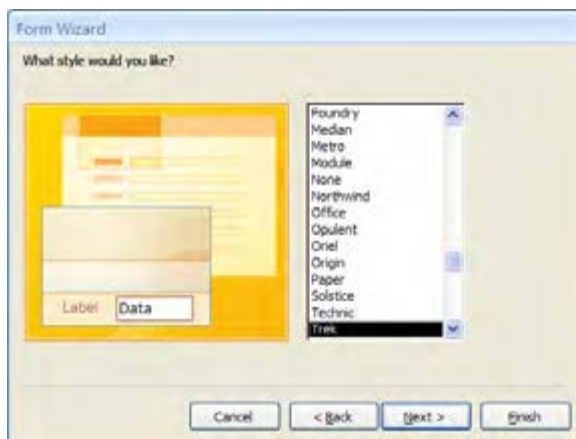 Form Wizard
What style would you like?
Foundry
Median
Metro
Module
None
Northwind
Office
Opulent
Oriel
Origin
Paper
Solstice
Technic
Trek
Label Data
Cancel < Back Next > Finish